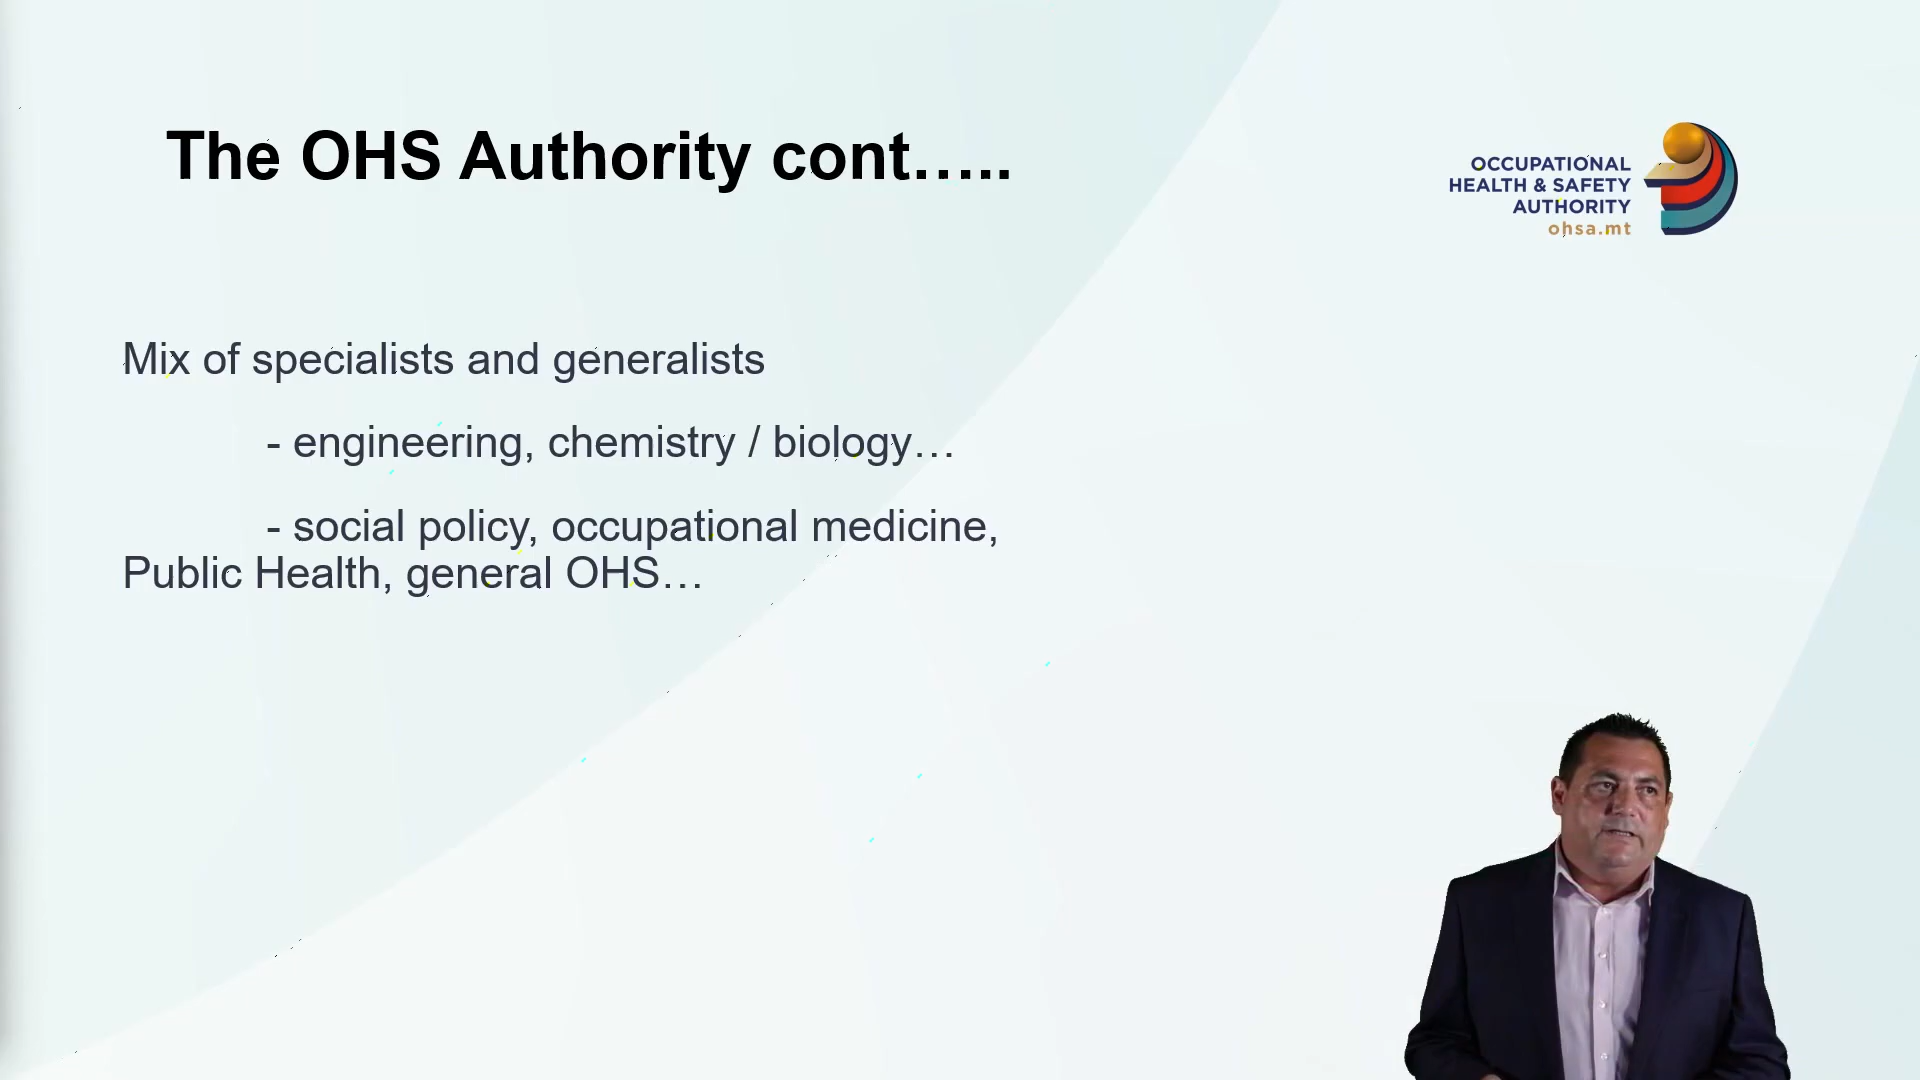 The OHS Authority cont…..
OCCUPATIONAL
HEALTH & SAFETY
AUTHORITY
ohsa.mt
Mix of specialists and generalists
- engineering, chemistry / biology…
- social policy, occupational medicine,
Public Health, general OHS…